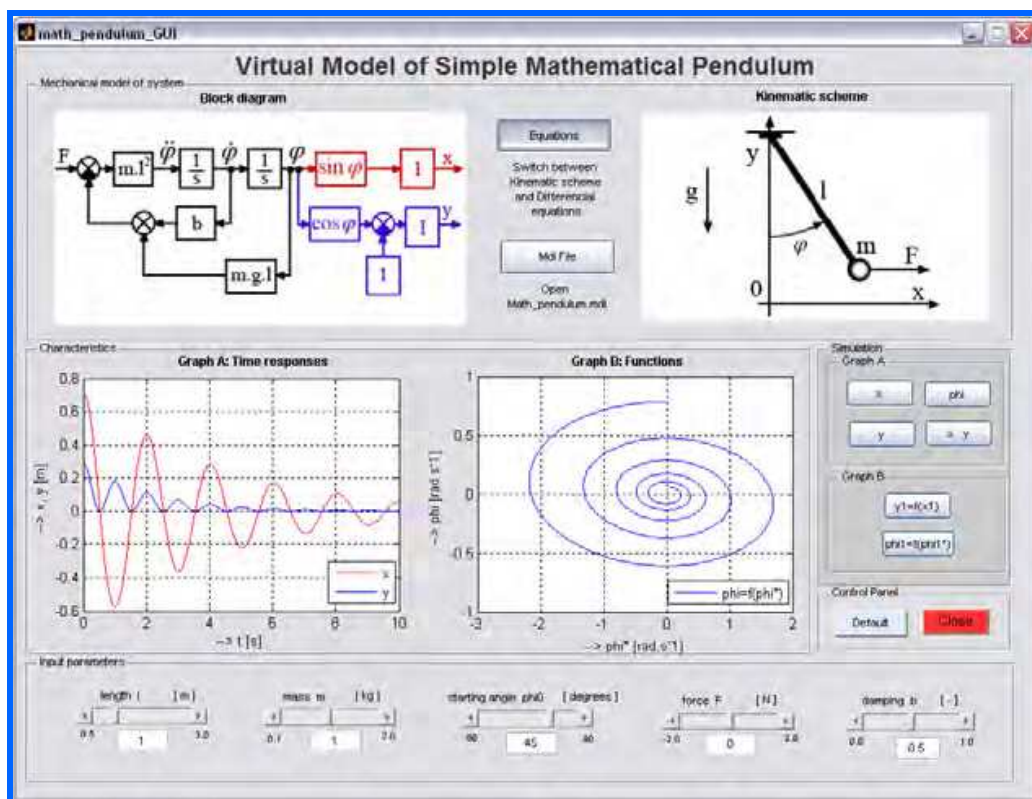 math_pendulum_GUI
Virtual Model of Simple Mathematical Pendulum
Mechanical model of system
Block diagram
F
m.l²
φ̈
1/s
φ̇
1/s
φ
sin φ
1
x
b
cos φ
1
y
1
m.g.l
Equations
Switch between
Kinematic scheme
and Differencial
equations
Mdl File
Open
Math_pendulum.mdl
Kinematic scheme
y
g
l
φ
m
F
0
x
Characteristics
Graph A: Time responses
0.8
0.6
0.4
0.2
0
-0.2
-0.4
-0.6
--> x, y [m]
0 2 4 6 8 10
--> t [s]
x
y
Graph B: Functions
1
0.5
0
-0.5
-1
--> phi [rad.s^1]
-3 -2 -1 0 1 2
--> phi" [rad.s^1]
phi=f(phi")
Simulation
Graph A
x phi
y x y
Graph B
y1=f(x1)
phi1=f(phi1")
Control Panel
Default Close
Input parameters
length l [m]
0.5 1 3.0
mass m [kg]
0.1 1 2.0
starting angle phi0 [degrees]
45
force F [N]
0
damping b [-]
0.0 0.5 1.0